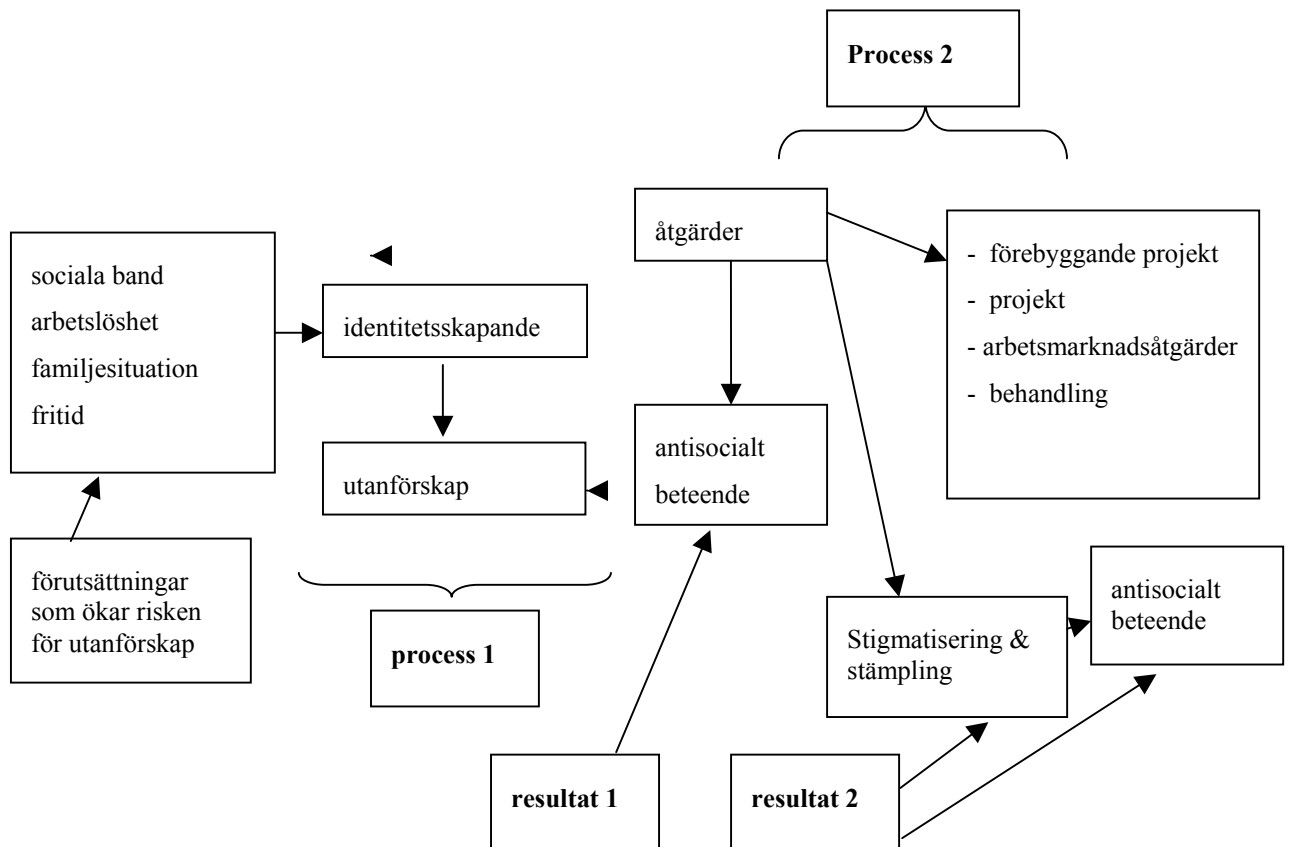 Process 2
åtgärder
- förebyggande projekt
- projekt
- arbetsmarknadsåtgärder
- behandling
sociala band
arbetslöshet
familjesituation
fritid
identitetsskapande
utanförskap
antisocialt
beteende
förutsättningar
som ökar risken
för utanförskap
process 1
Stigmatisering &
stämpling
antisocialt
beteende
resultat 1
resultat 2